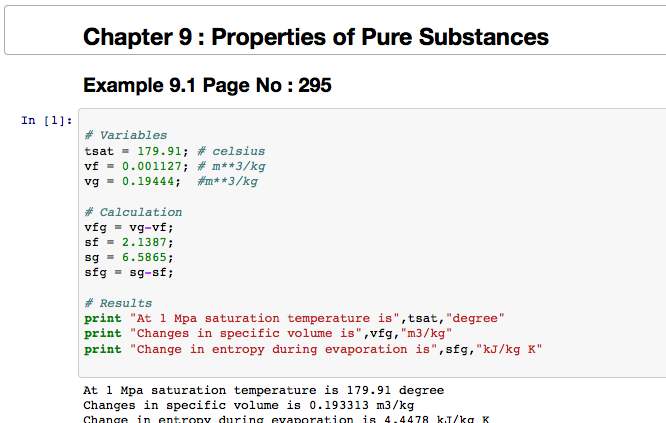 Chapter 9 : Properties of Pure Substances
Example 9.1 Page No : 295
In [1]:
# Variables
tsat = 179.91; # celsius
vf = 0.001127; # m**3/kg
vg = 0.19444;  #m**3/kg
# Calculation
vfg = vg-vf;
sf = 2.1387;
sg = 6.5865;
sfg = sg-sf;
# Results
print "At 1 Mpa saturation temperature is",tsat,"degree"
print "Changes in specific volume is",vfg,"m3/kg"
print "Change in entropy during evaporation is",sfg,"kJ/kg K"
At 1 Mpa saturation temperature is 179.91 degree
Changes in specific volume is 0.193313 m3/kg
Change in entropy during evaporation is 4.4478 kJ/kg K